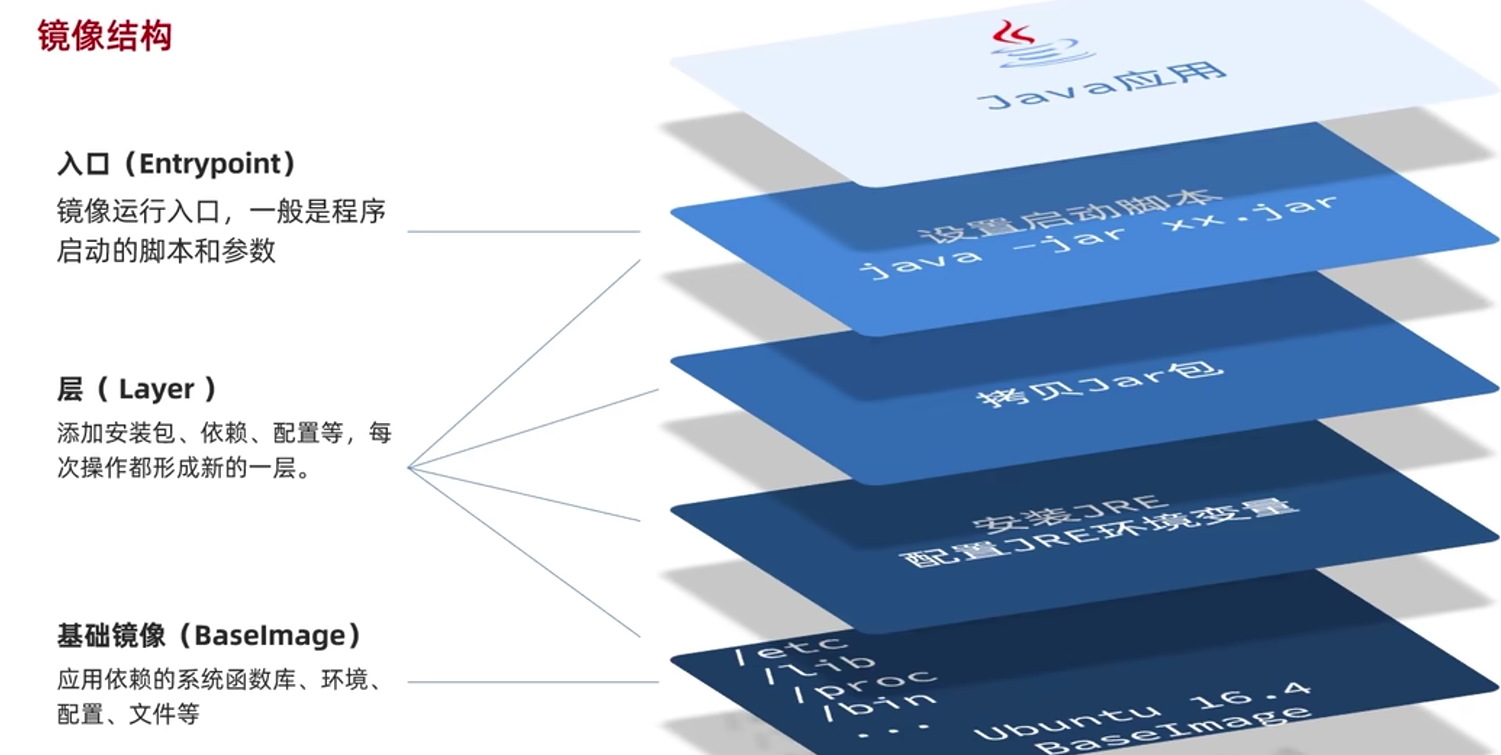 镜像结构
入口（Entrypoint）
镜像运行入口，一般是程序
启动的脚本和参数
层（ Layer ）
添加安装包、依赖、配置等，每
次操作都形成新的一层。
基础镜像（BaseImage）
应用依赖的系统函数库、环境、
配置、文件等
Java应用
设置启动脚本
java -jar xx.jar
拷贝Jar包
安装JRE
配置JRE环境变量
/etc
/lib
/proc
/bin
...
Ubuntu 16.4
BaseImage